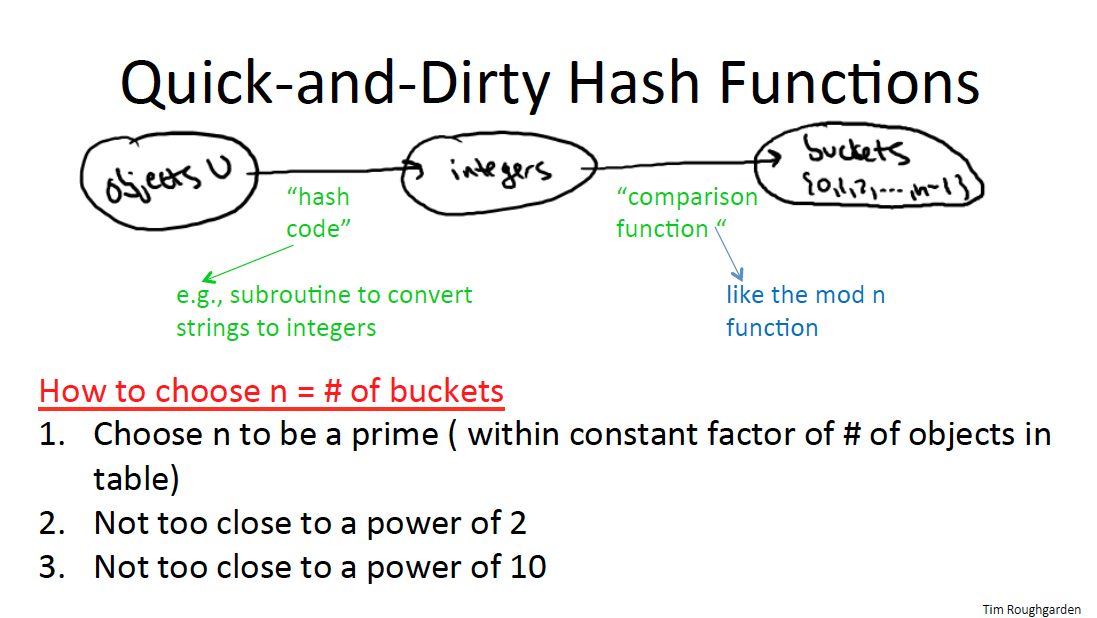 Quick-and-Dirty Hash Functions
objects U
integers
buckets
{0,1,2,...,n-1}
“hash
code”
“comparison
function “
e.g., subroutine to convert
strings to integers
like the mod n
function
How to choose n = # of buckets
1. Choose n to be a prime ( within constant factor of # of objects in
table)
2. Not too close to a power of 2
3. Not too close to a power of 10
Tim Roughgarden